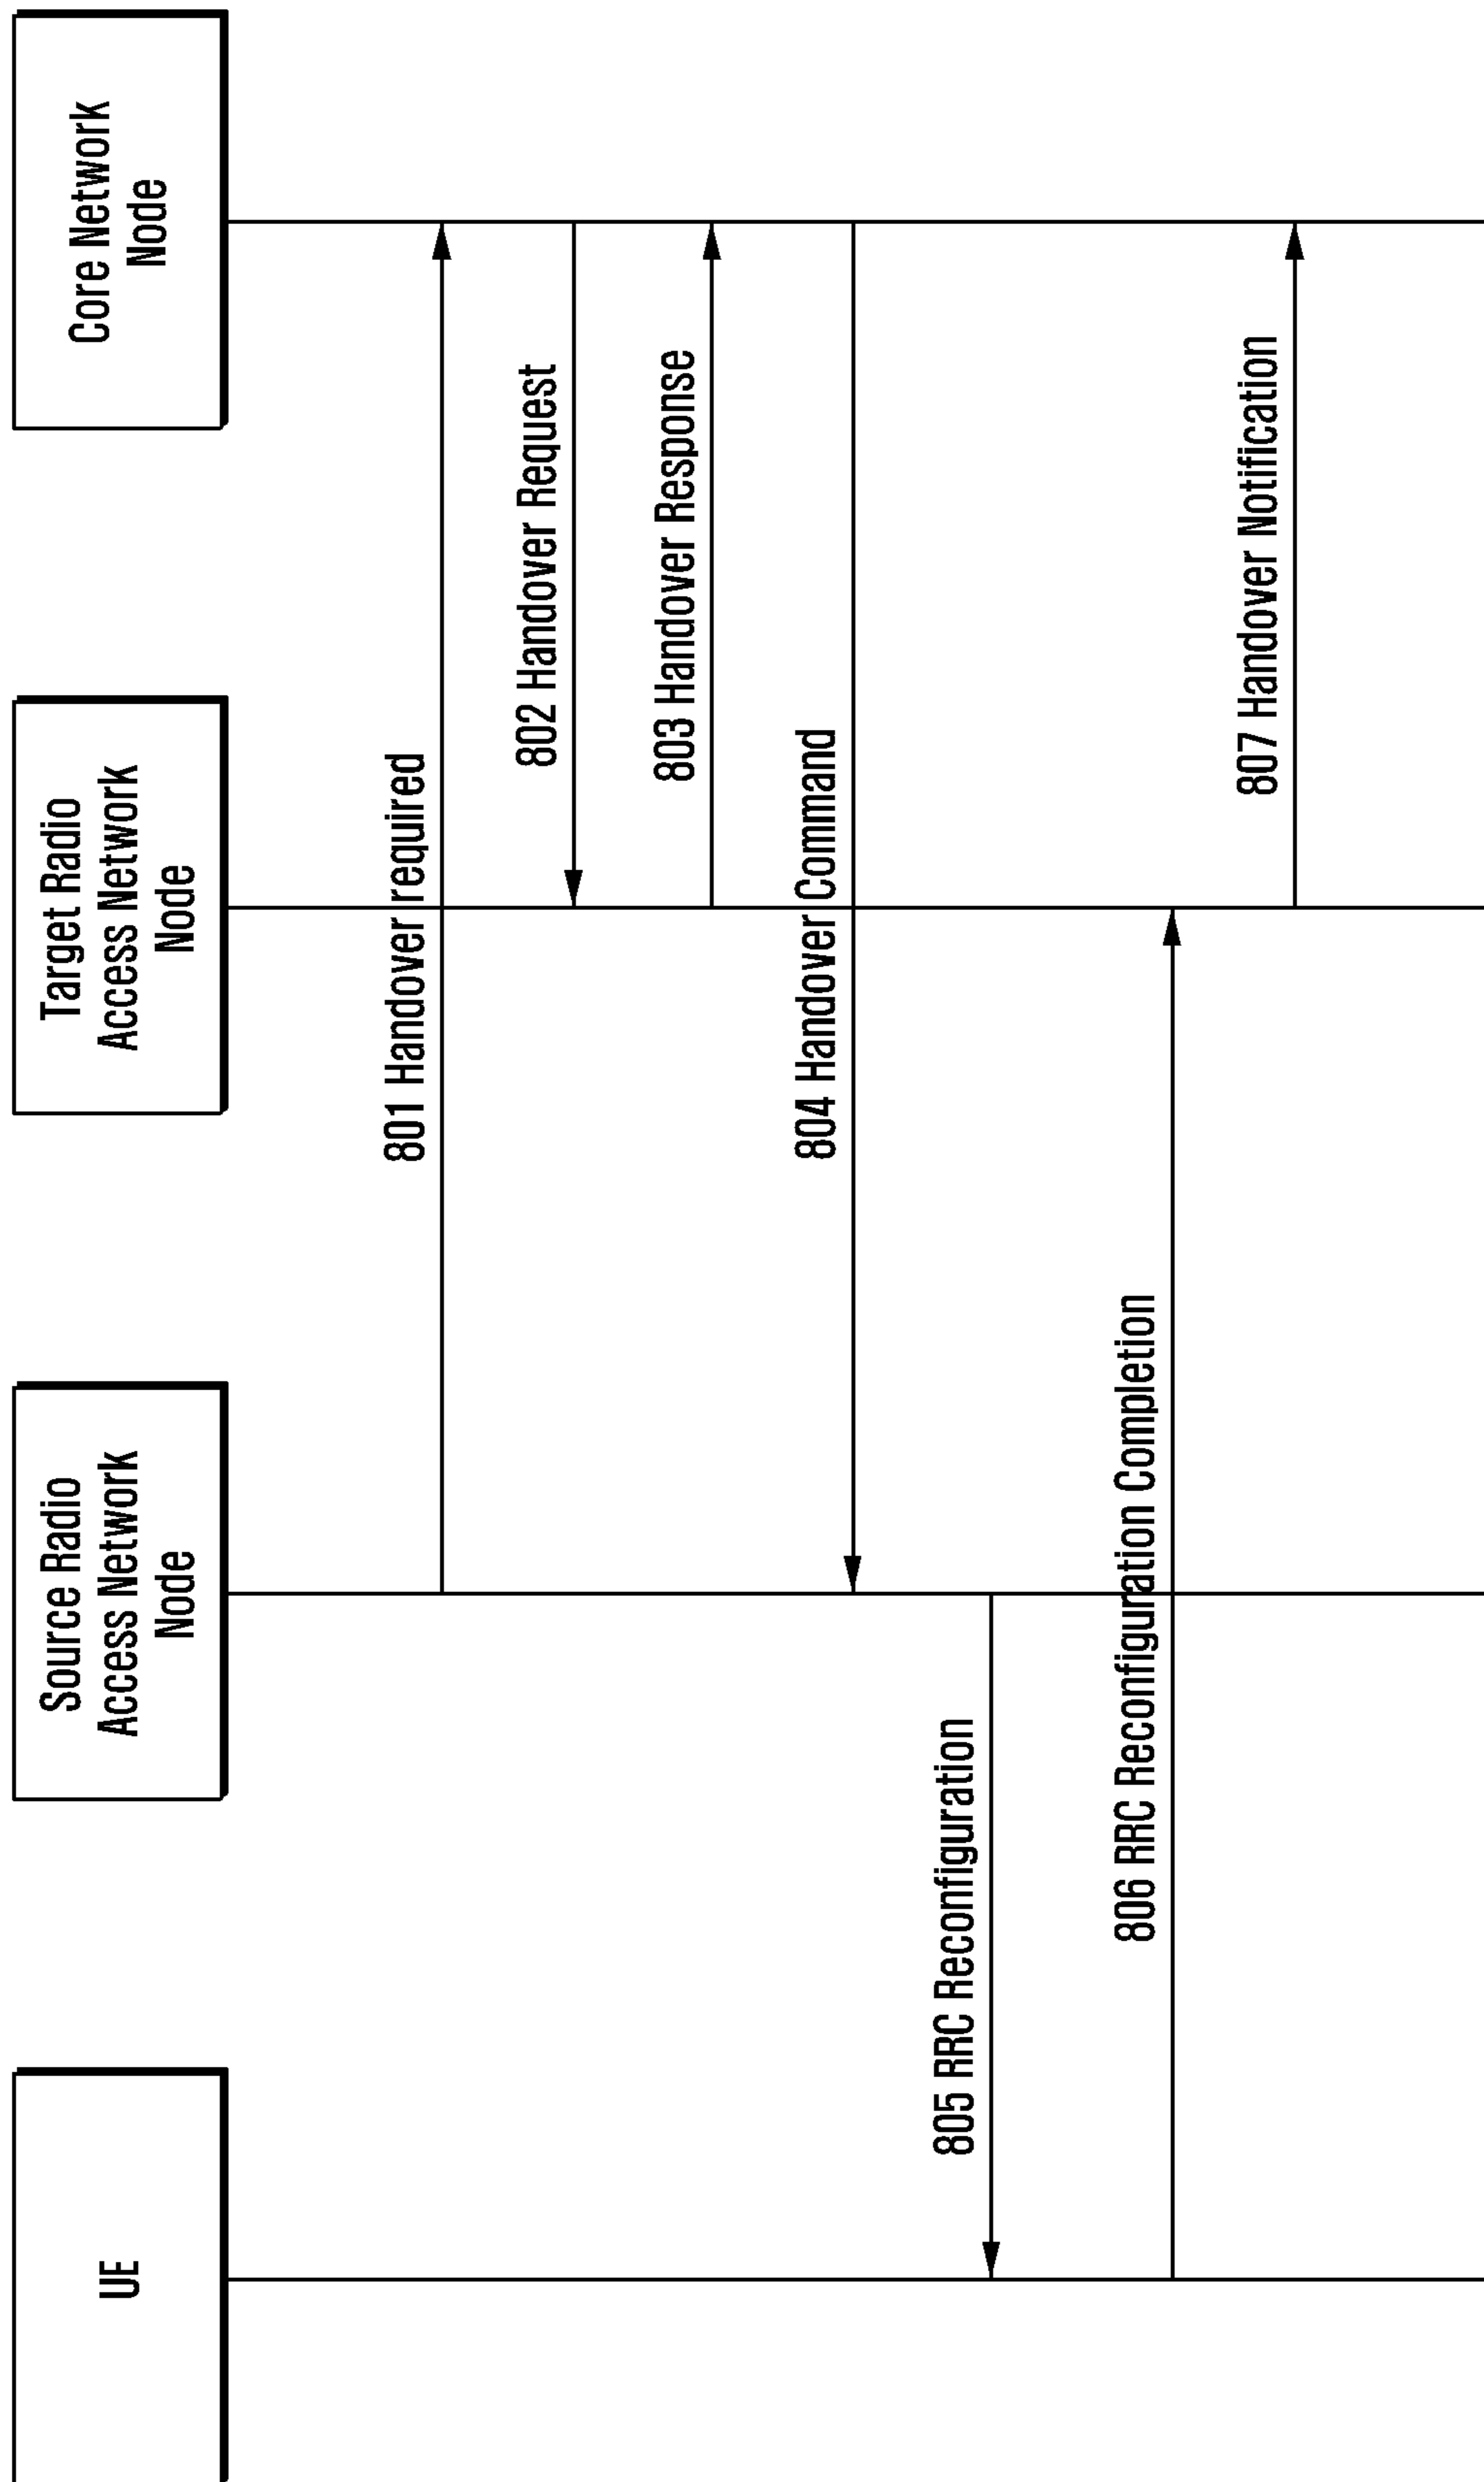 UE
Source Radio
Access Network
Node
Target Radio
Access Network
Node
Core Network
Node
801 Handover required
802 Handover Request
803 Handover Response
804 Handover Command
805 RRC Reconfiguration
806 RRC Reconfiguration Completion
807 Handover Notification